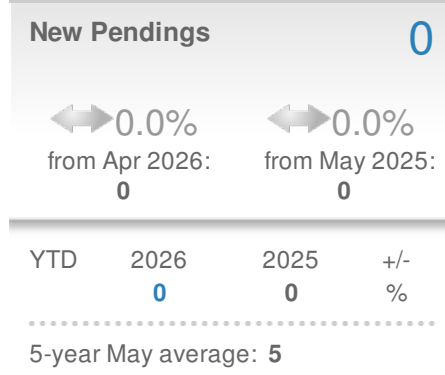 New Pendings 0
0.0% 0.0%
from Apr 2026: from May 2025:
0 0
YTD 2026 2025 +/-
0 0 %
5-year May average: 5